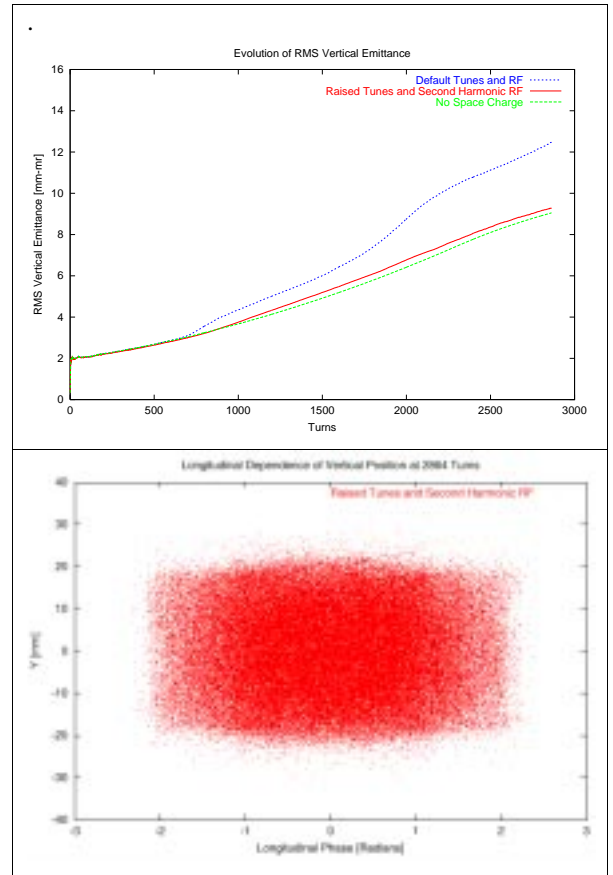 .
Evolution of RMS Vertical Emittance
16
14
12
10
8
6
4
2
0
RMS Vertical Emittance [mm-mr]
Default Tunes and RF
Raised Tunes and Second Harmonic RF
No Space Charge
0 500 1000 1500 2000 2500 3000
Turns
Longitudinal Dependence of Vertical Position at Turns
Raised Tunes and Second Harmonic RF
40
30
20
10
0
-10
-20
-30
-40
Y [mm]
-3 -2 -1 0 1 2 3
Longitudinal Phase [Radians]